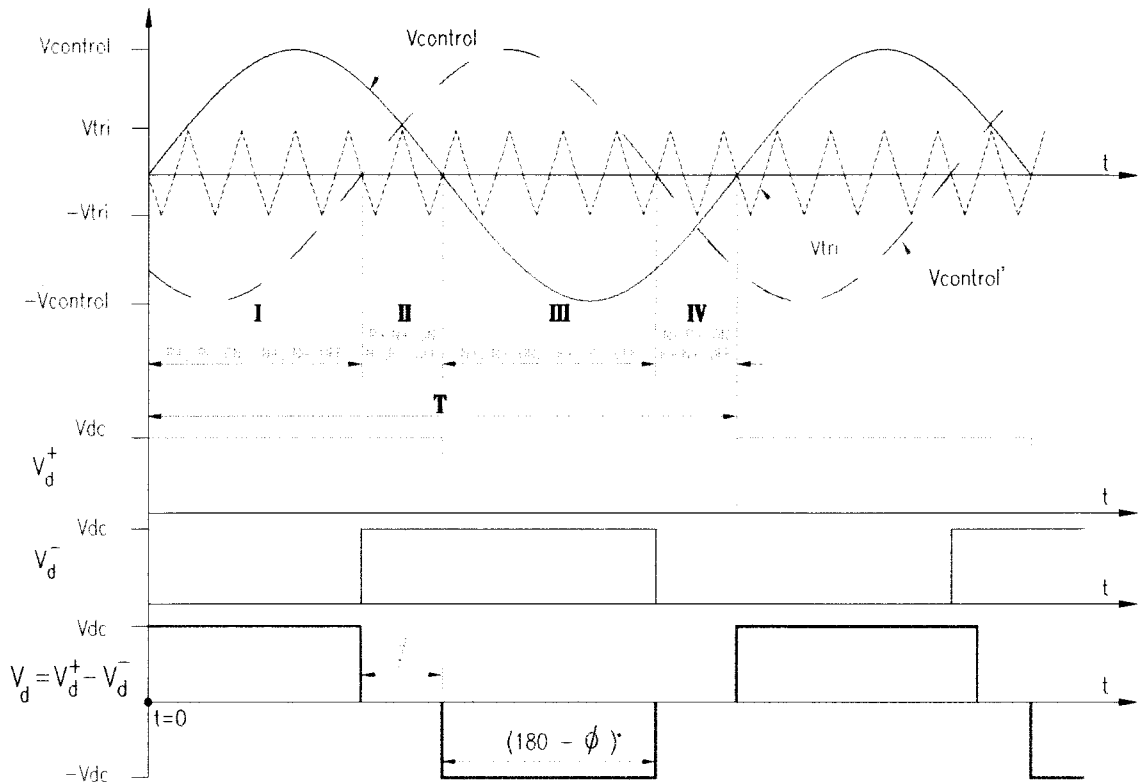 Vcontrol
Vcontrol
Vtri
t
-Vtri
Vtri
Vcontrol'
-Vcontrol
I
II
III
IV
T
Vdc
V_d^+
t
Vdc
V_d^-
t
Vdc
V_d = V_d^+ - V_d^-
t
t=0
(180 - ϕ)°
-Vdc